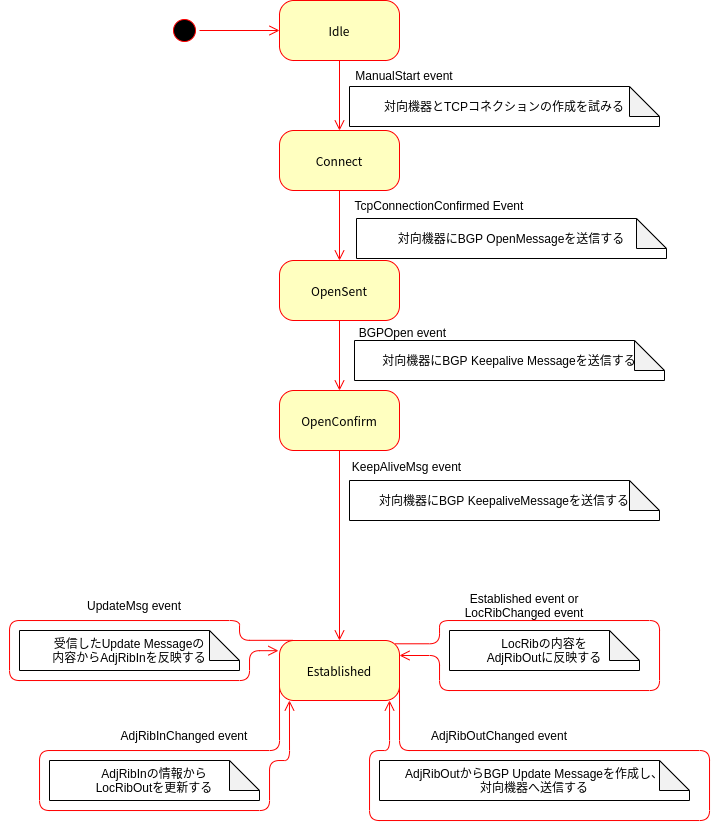 Idle
ManualStart event
対向機器とTCPコネクションの作成を試みる
Connect
TcpConnectionConfirmed Event
対向機器にBGP OpenMessageを送信する
OpenSent
BGPOpen event
対向機器にBGP Keepalive Messageを送信する
OpenConfirm
KeepAliveMsg event
対向機器にBGP KeepaliveMessageを送信する
UpdateMsg event
受信したUpdate Messageの
内容からAdjRibInを反映する
Established event or
LocRibChanged event
LocRibの内容を
AdjRibOutに反映する
Established
AdjRibInChanged event
AdjRibInの情報から
LocRibOutを更新する
AdjRibOutChanged event
AdjRibOutからBGP Update Messageを作成し、
対向機器へ送信する